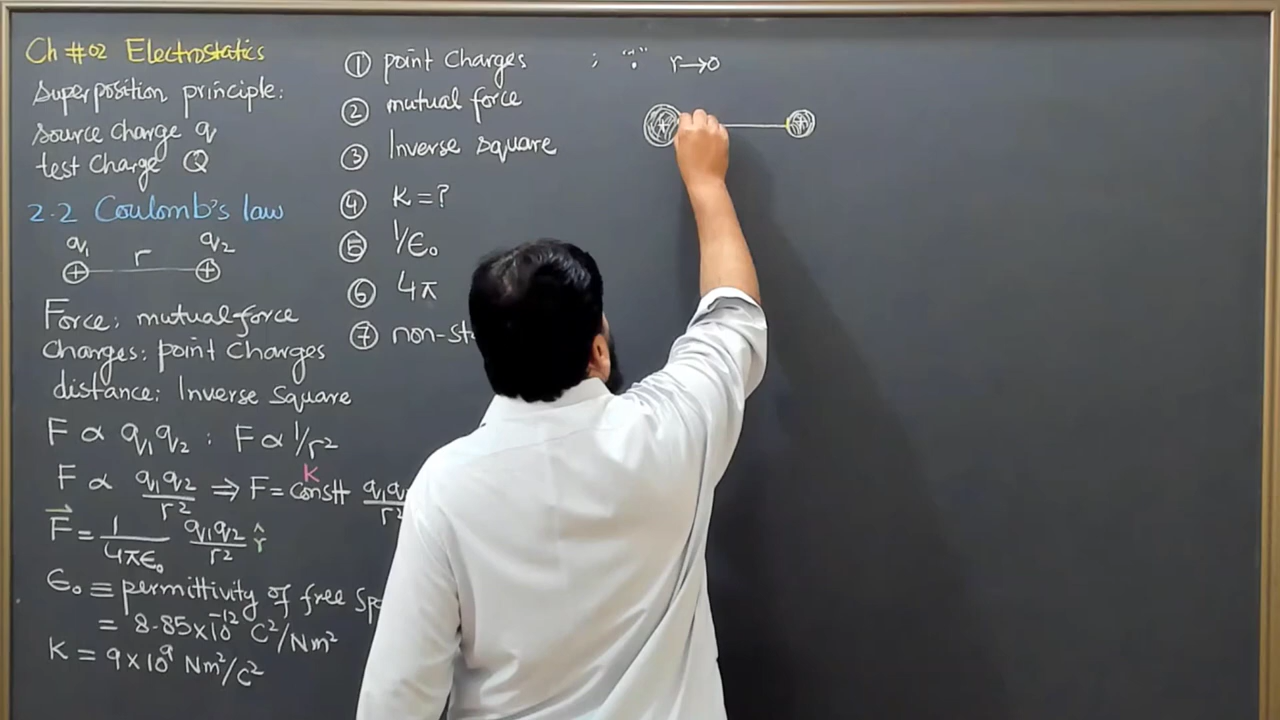 Ch #02 Electrostatics
Superposition principle:
Source Charge q
test Charge Q
2.2 Coulomb's law
q₁ r q₂
⊕ ⊕
Force: mutual force
Charges: point Charges
distance: Inverse Square
F ∝ q₁q₂ : F ∝ 1/r²
F ∝ q₁q₂/r² ⇒ F = constt q₁q₂/r²
K
F⃗ = 1/4πϵ₀ q₁q₂/r² r̂
ϵ₀ ≡ permittivity of free
= 8.85×10⁻¹² C²/Nm²
K = 9×10⁹ Nm²/C²
① point Charges ; "∵" r→0
② mutual force
③ Inverse square
④ K = ?
⑤ 1/ϵ₀
⑥ 4π
⑦ non-st
+ +